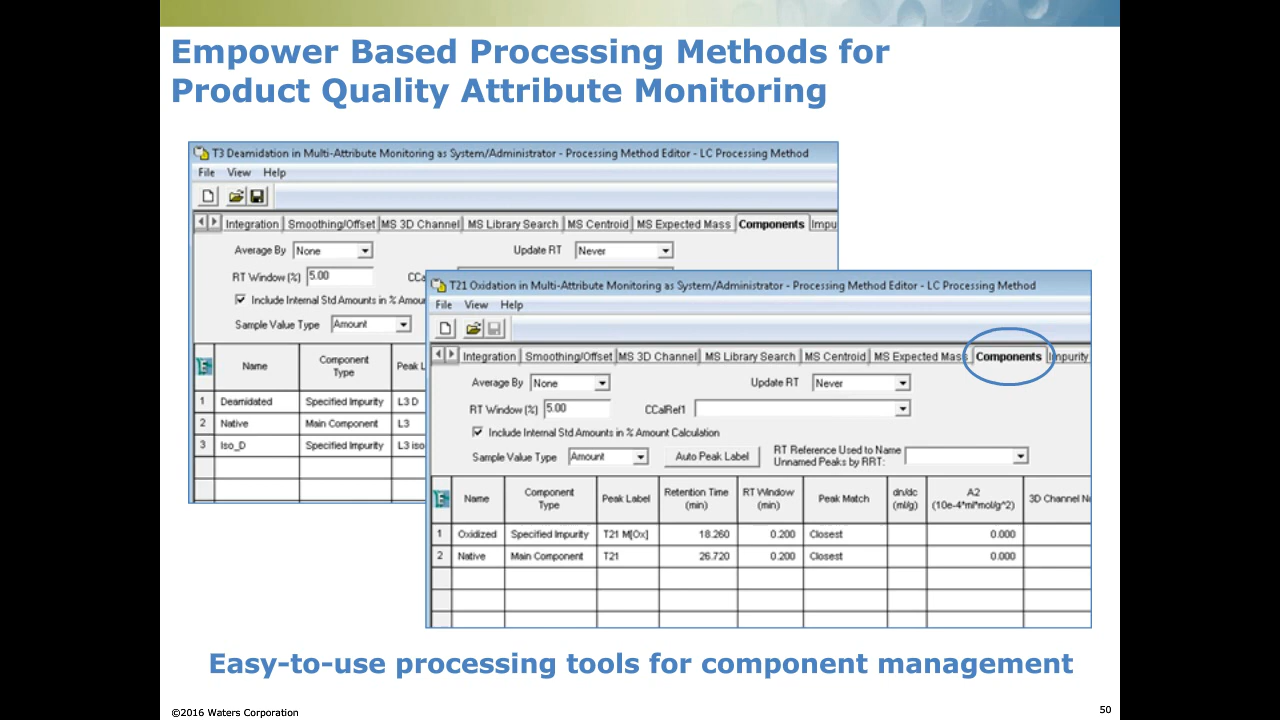 Empower Based Processing Methods for
Product Quality Attribute Monitoring
T3 Deamidation in Multi-Attribute Monitoring as System/Administrator - Processing Method Editor - LC Processing Method
File View Help
Integration Smoothing/Offset MS 3D Channel MS Library Search MS Centroid MS Expected Mass Components Impu
Average By None Update RT Never
RT Window (%) 5.00 CCa
Include Internal Std Amounts in % Amou
Sample Value Type Amount
Name Component Type Peak L
1 Deamidated Specified Impurity L3 D
2 Native Main Component L3
3 Iso_D Specified Impurity L3 iso
T21 Oxidation in Multi-Attribute Monitoring as System/Administrator - Processing Method Editor - LC Processing Method
File View Help
Integration Smoothing/Offset MS 3D Channel MS Library Search MS Centroid MS Expected Mass Components Impurity
Average By None Update RT Never
RT Window (%) 5.00 CCalRef1
Include Internal Std Amounts in % Amount Calculation
Sample Value Type Amount Auto Peak Label RT Reference Used to Name Unnamed Peaks by RRT:
Name Component Type Peak Label Retention Time (min) RT Window (min) Peak Match dn/dc (ml/g) A2 (10e-4*ml*mol/g^2) 3D Channel Na
1 Oxidized Specified Impurity T21 M[Ox] 18.260 0.200 Closest 0.000
2 Native Main Component T21 26.720 0.200 Closest 0.000
Easy-to-use processing tools for component management
©2016 Waters Corporation
50